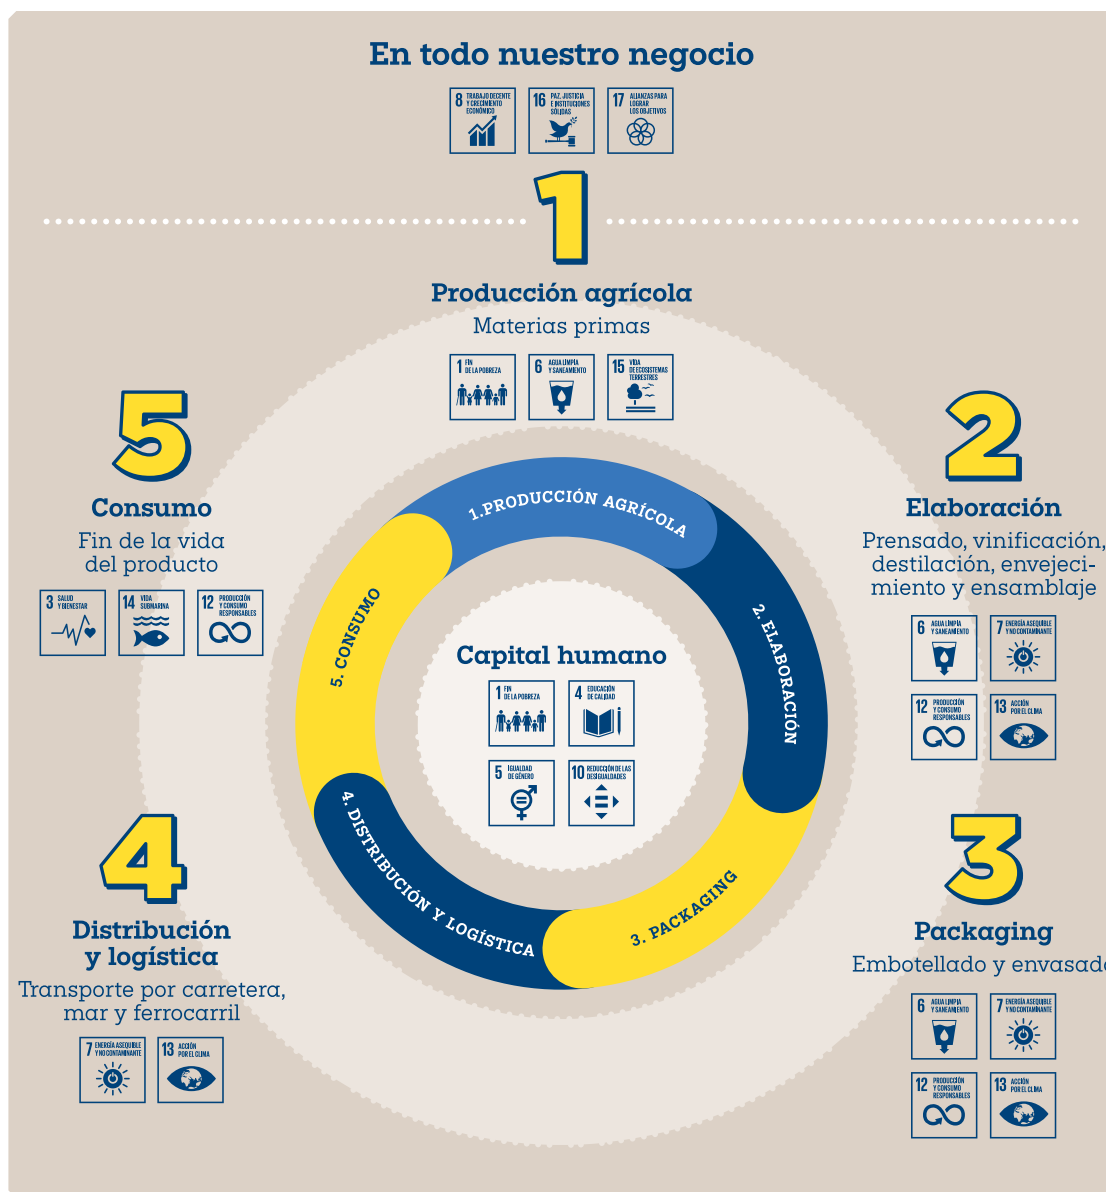 En todo nuestro negocio
8 TRABAJO DECENTE
Y CRECIMIENTO
ECONÓMICO
16 PAZ, JUSTICIA
E INSTITUCIONES
SÓLIDAS
17 ALIANZAS PARA
LOGRAR
LOS OBJETIVOS
1
Producción agrícola
Materias primas
1 FIN
DE LA POBREZA
6 AGUA LIMPIA
Y SANEAMIENTO
15 VIDA
DE ECOSISTEMAS
TERRESTRES
2
Elaboración
Prensado, vinificación,
destilación, envejeci-
miento y ensamblaje
6 AGUA LIMPIA
Y SANEAMIENTO
7 ENERGÍA ASEQUIBLE
Y NO CONTAMINANTE
12 PRODUCCIÓN
Y CONSUMO
RESPONSABLES
13 ACCIÓN
POR EL CLIMA
3
Packaging
Embotellado y envasado
6 AGUA LIMPIA
Y SANEAMIENTO
7 ENERGÍA ASEQUIBLE
Y NO CONTAMINANTE
12 PRODUCCIÓN
Y CONSUMO
RESPONSABLES
13 ACCIÓN
POR EL CLIMA
4
Distribución
y logística
Transporte por carretera,
mar y ferrocarril
7 ENERGÍA ASEQUIBLE
Y NO CONTAMINANTE
13 ACCIÓN
POR EL CLIMA
5
Consumo
Fin de la vida
del producto
3 SALUD
Y BIENESTAR
14 VIDA
SUBMARINA
12 PRODUCCIÓN
Y CONSUMO
RESPONSABLES
1.PRODUCCIÓN AGRÍCOLA
2. ELABORACIÓN
3. PACKAGING
4. DISTRIBUCIÓN Y LOGÍSTICA
5. CONSUMO
Capital humano
1 FIN
DE LA POBREZA
4 EDUCACIÓN
DE CALIDAD
5 IGUALDAD
DE GÉNERO
10 REDUCCIÓN DE LAS
DESIGUALDADES